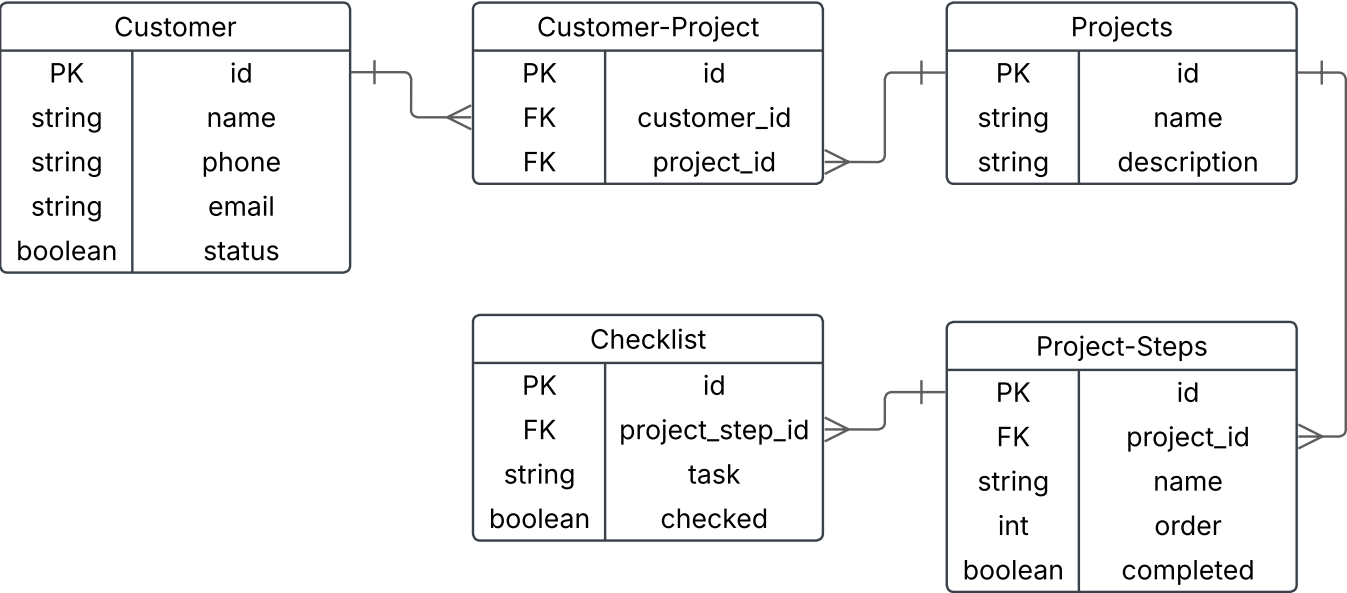 Customer
PK id
string name
string phone
string email
boolean status
Customer-Project
PK id
FK customer_id
FK project_id
Projects
PK id
string name
string description
Checklist
PK id
FK project_step_id
string task
boolean checked
Project-Steps
PK id
FK project_id
string name
int order
boolean completed